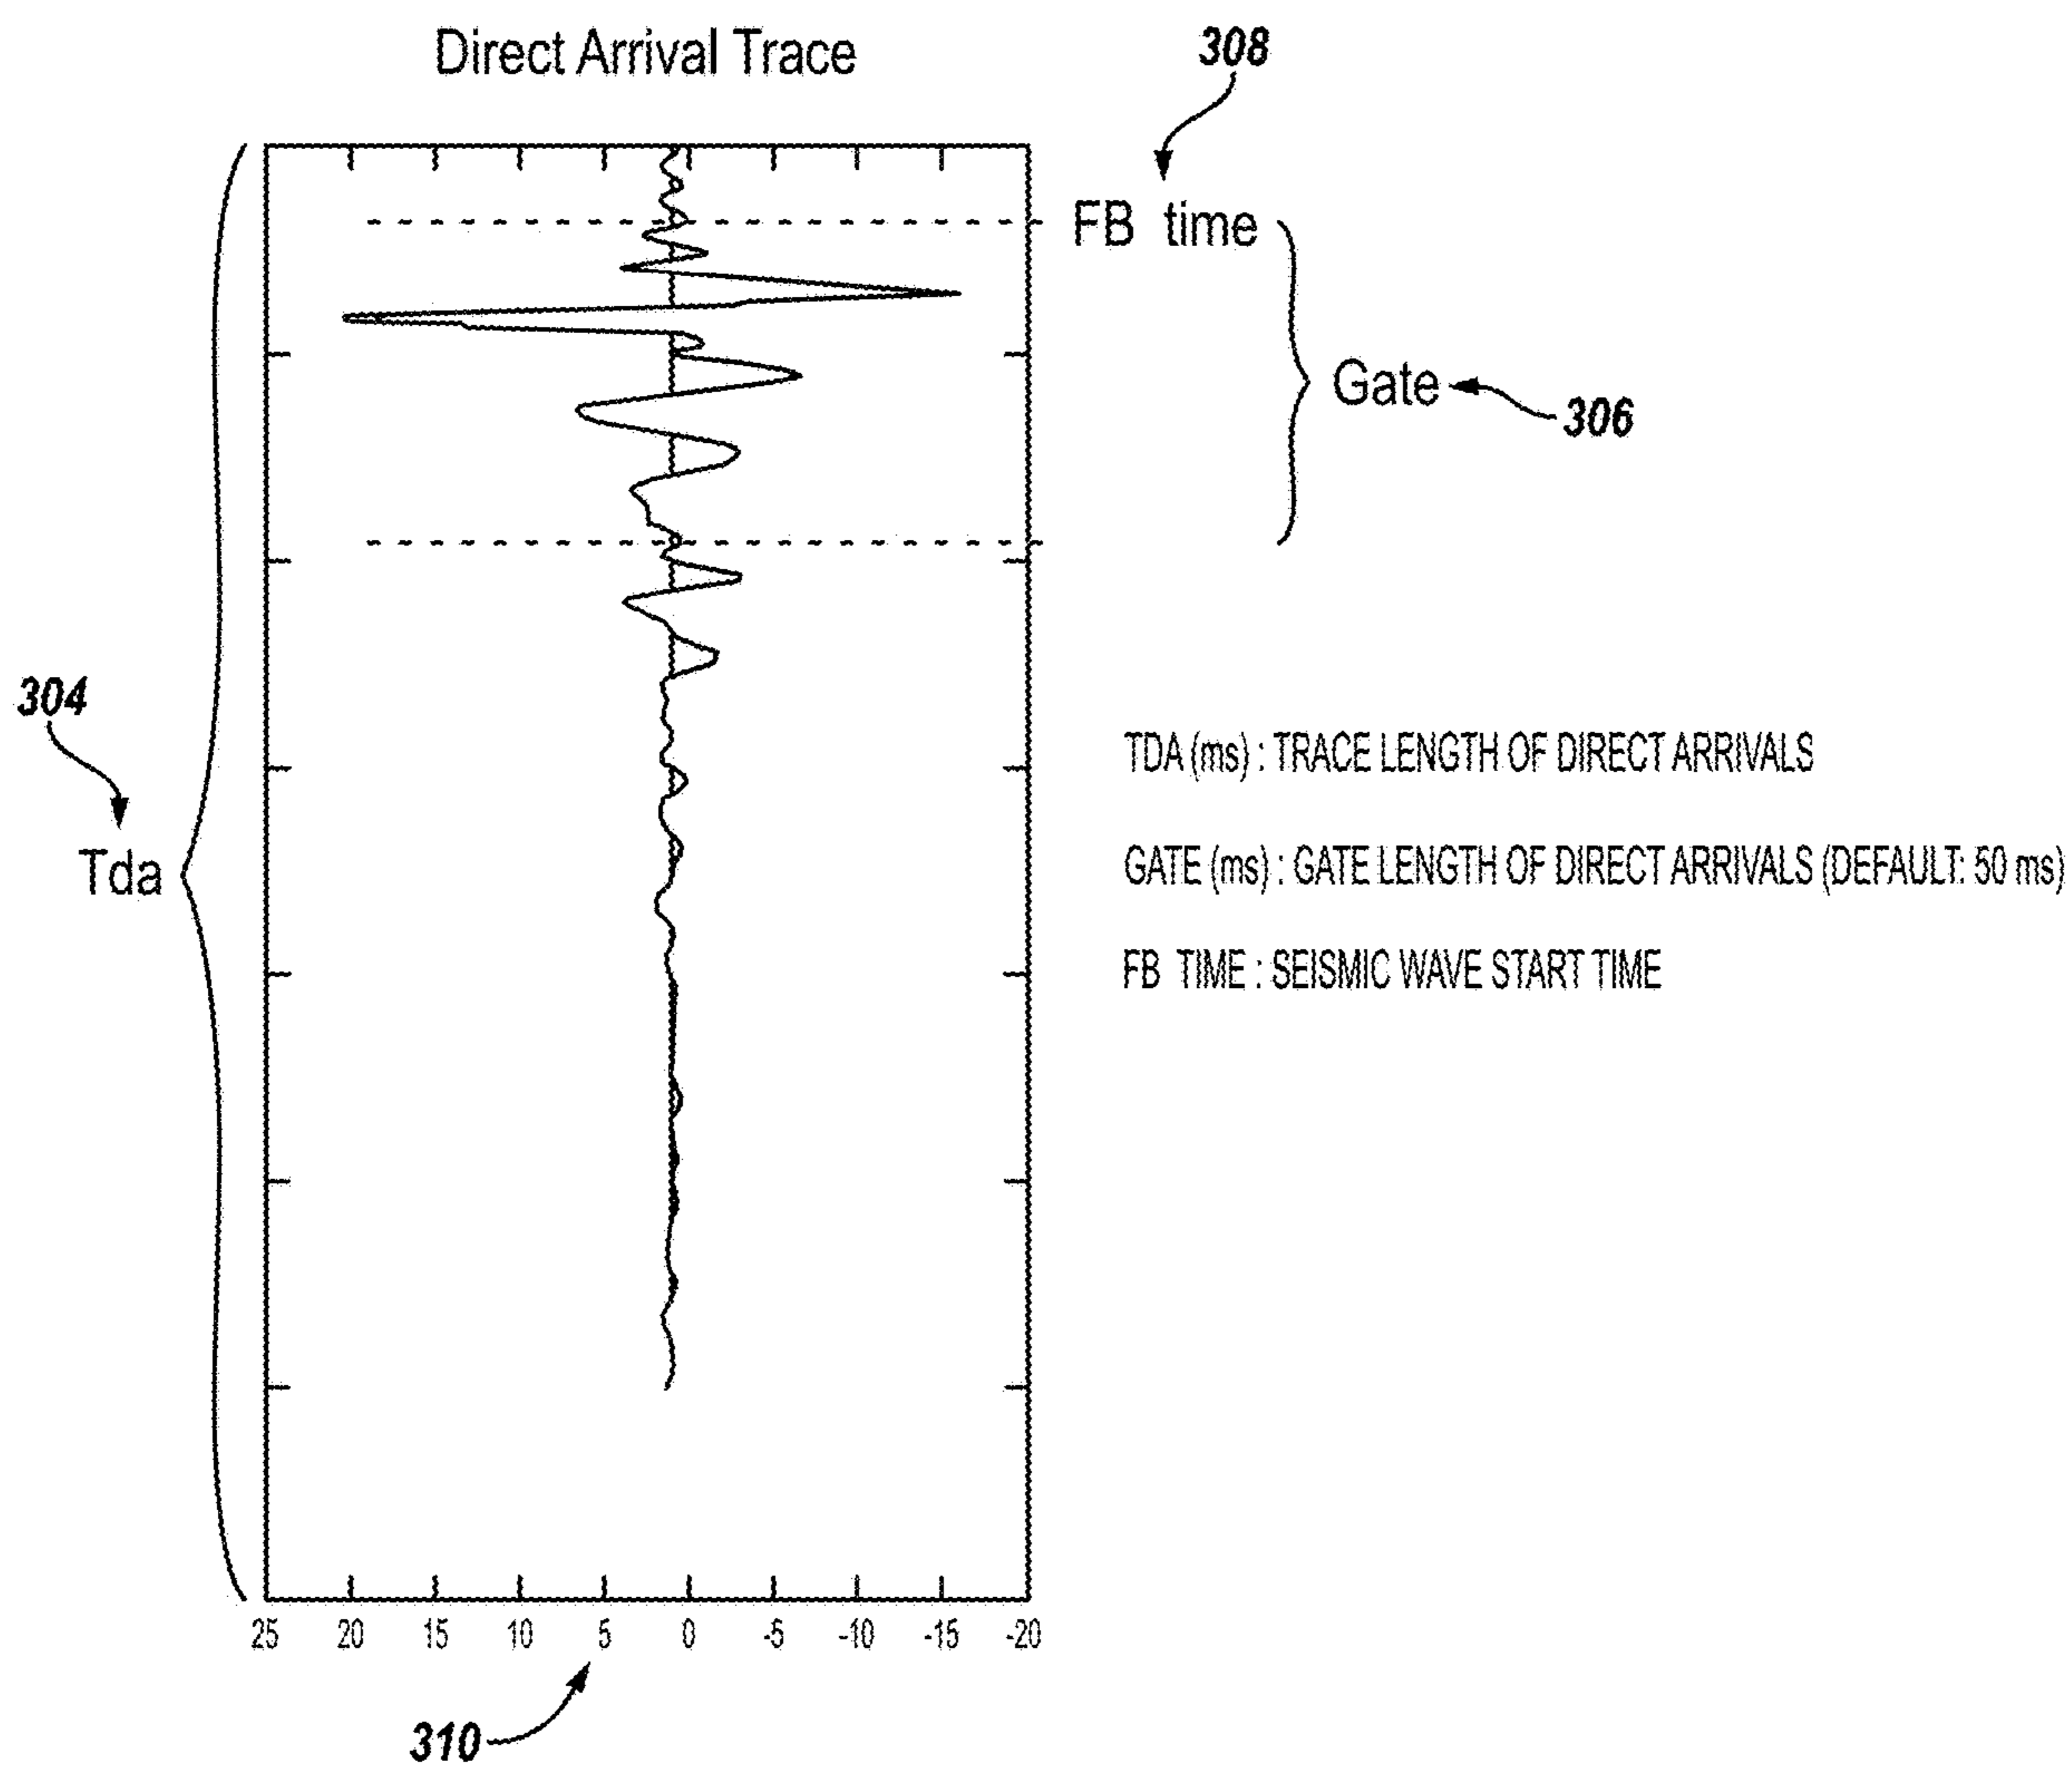 Direct Arrival Trace
308
FB time
Gate
306
304
Tda
TDA (ms) : TRACE LENGTH OF DIRECT ARRIVALS
GATE (ms) : GATE LENGTH OF DIRECT ARRIVALS (DEFAULT: 50 ms)
FB TIME : SEISMIC WAVE START TIME
25 20 15 10 5 0 -5 -10 -15 -20
310